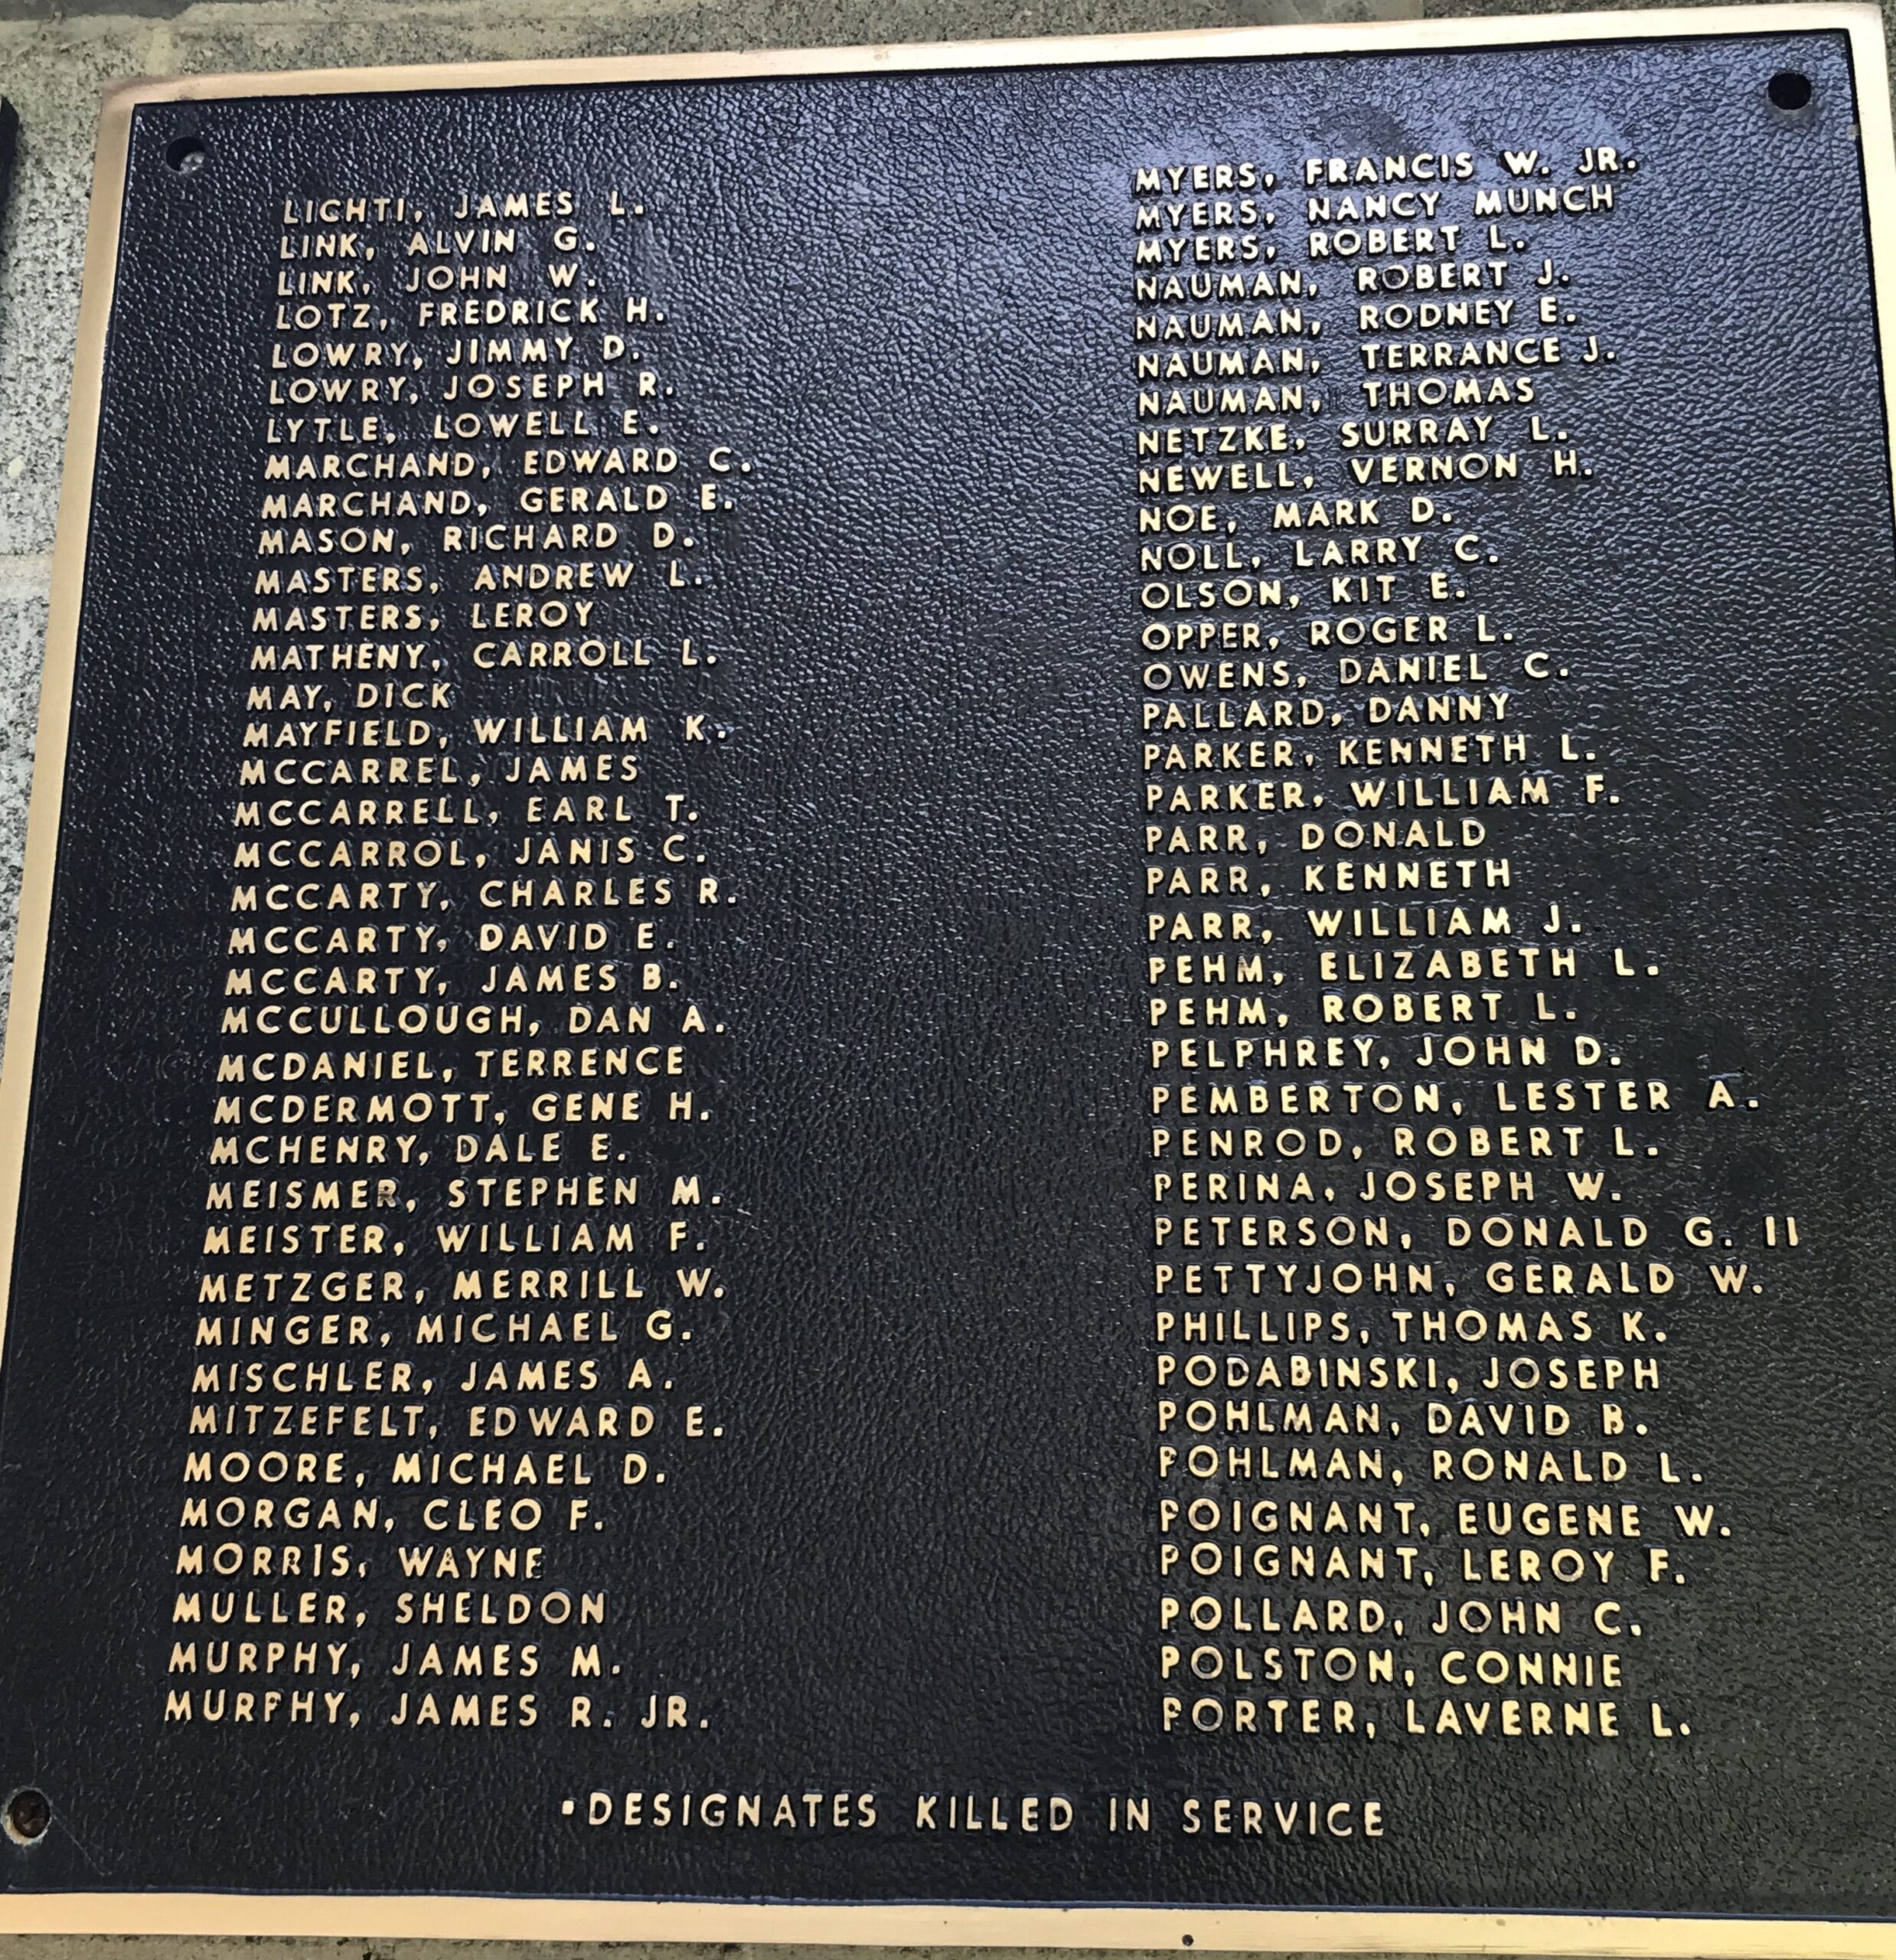 LICHTI, JAMES L.
LINK, ALVIN G.
LINK, JOHN W.
LOTZ, FREDRICK H.
LOWRY, JIMMY D.
LOWRY, JOSEPH R.
LYTLE, LOWELL E.
MARCHAND, EDWARD C.
MARCHAND, GERALD E.
MASON, RICHARD D.
MASTERS, ANDREW L.
MASTERS, LEROY
MATHENY, CARROLL L.
MAY, DICK
MAYFIELD, WILLIAM K.
MCCARREL, JAMES
MCCARRELL, EARL T.
MCCARROL, JANIS C.
MCCARTY, CHARLES R.
MCCARTY, DAVID E.
MCCARTY, JAMES B.
MCCULLOUGH, DAN A.
MCDANIEL, TERRENCE
MCDERMOTT, GENE H.
MCHENRY, DALE E.
MEISMER, STEPHEN M.
MEISTER, WILLIAM F.
METZGER, MERRILL W.
MINGER, MICHAEL G.
MISCHLER, JAMES A.
MITZEFELT, EDWARD E.
MOORE, MICHAEL D.
MORGAN, CLEO F.
MORRIS, WAYNE
MULLER, SHELDON
MURPHY, JAMES M.
MURPHY, JAMES R. JR.
MYERS, FRANCIS W. JR.
MYERS, NANCY MUNCH
MYERS, ROBERT L.
NAUMAN, ROBERT J.
NAUMAN, RODNEY E.
NAUMAN, TERRANCE J.
NAUMAN, THOMAS
NETZKE, SURRAY L.
NEWELL, VERNON H.
NOE, MARK D.
NOLL, LARRY C.
OLSON, KIT E.
OPPER, ROGER L.
OWENS, DANIEL C.
PALLARD, DANNY
PARKER, KENNETH L.
PARKER, WILLIAM F.
PARR, DONALD
PARR, KENNETH
PARR, WILLIAM J.
PEHM, ELIZABETH L.
PEHM, ROBERT L.
PELPHREY, JOHN D.
PEMBERTON, LESTER A.
PENROD, ROBERT L.
PERINA, JOSEPH W.
PETERSON, DONALD G. II
PETTYJOHN, GERALD W.
PHILLIPS, THOMAS K.
PODABINSKI, JOSEPH
POHLMAN, DAVID B.
POHLMAN, RONALD L.
POIGNANT, EUGENE W.
POIGNANT, LEROY F.
POLLARD, JOHN C.
POLSTON, CONNIE
PORTER, LAVERNE L.
▪DESIGNATES KILLED IN SERVICE